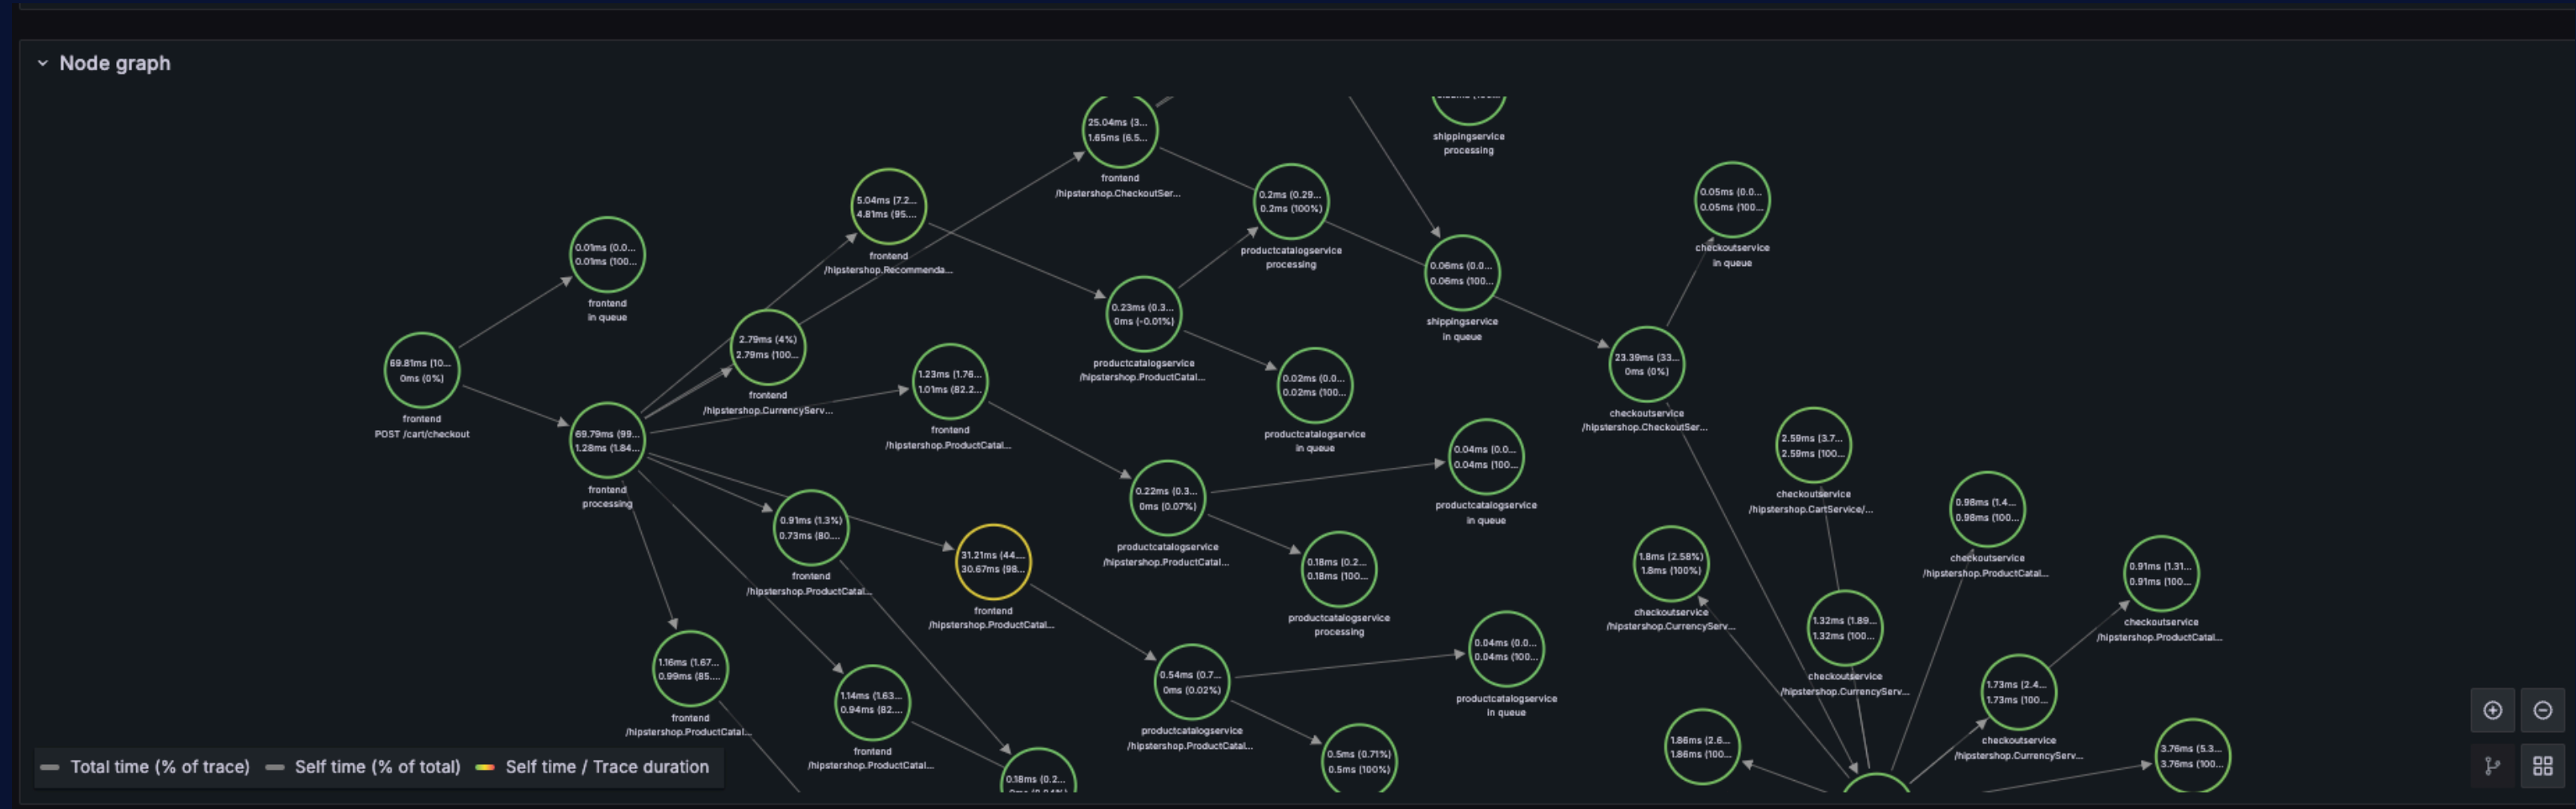 Node graph
25.04ms (3...
1.65ms (6.5...
frontend
/hipstershop.CheckoutSer...
shippingservice
processing
5.04ms (7.2...
4.81ms (95....
frontend
/hipstershop.Recommenda...
0.2ms (0.29...
0.2ms (100%)
productcatalogservice
processing
0.05ms (0.0...
0.05ms (100...
checkoutservice
in queue
0.01ms (0.0...
0.01ms (100...
frontend
in queue
0.06ms (0.0...
0.06ms (100...
shippingservice
in queue
0.23ms (0.3...
0ms (-0.01%)
productcatalogservice
/hipstershop.ProductCatal...
2.79ms (4%)
2.79ms (100...
frontend
/hipstershop.CurrencyServ...
69.81ms (10...
0ms (0%)
frontend
POST /cart/checkout
1.23ms (1.76...
1.01ms (82.2...
frontend
/hipstershop.ProductCatal...
0.02ms (0.0...
0.02ms (100...
productcatalogservice
in queue
23.39ms (33...
0ms (0%)
checkoutservice
/hipstershop.CheckoutSer...
69.79ms (99...
1.28ms (1.84...
frontend
processing
0.04ms (0.0...
0.04ms (100...
productcatalogservice
in queue
2.59ms (3.7...
2.59ms (100...
checkoutservice
/hipstershop.CartService/...
0.22ms (0.3...
0ms (0.07%)
productcatalogservice
/hipstershop.ProductCatal...
0.98ms (1.4...
0.98ms (100...
checkoutservice
/hipstershop.ProductCatal...
0.91ms (1.3%)
0.73ms (80....
frontend
/hipstershop.ProductCatal...
31.21ms (44....
30.67ms (98...
frontend
/hipstershop.ProductCatal...
0.18ms (0.2...
0.18ms (100...
productcatalogservice
processing
1.8ms (2.58%)
1.8ms (100%)
checkoutservice
/hipstershop.CurrencyServ...
0.91ms (1.31...
0.91ms (100...
checkoutservice
/hipstershop.ProductCatal...
1.32ms (1.89...
1.32ms (100...
checkoutservice
/hipstershop.CurrencyServ...
1.16ms (1.67...
0.99ms (85....
frontend
/hipstershop.ProductCatal...
1.14ms (1.63...
0.94ms (82....
frontend
/hipstershop.ProductCatal...
0.54ms (0.7...
0ms (0.02%)
productcatalogservice
/hipstershop.ProductCatal...
0.04ms (0.0...
0.04ms (100...
productcatalogservice
in queue
1.73ms (2.4...
1.73ms (100...
checkoutservice
/hipstershop.CurrencyServ...
0.18ms (0.2...
0.5ms (0.71%)
0.5ms (100%)
1.86ms (2.6...
1.86ms (100...
3.76ms (5.3...
3.76ms (100...
Total time (% of trace)
Self time (% of total)
Self time / Trace duration